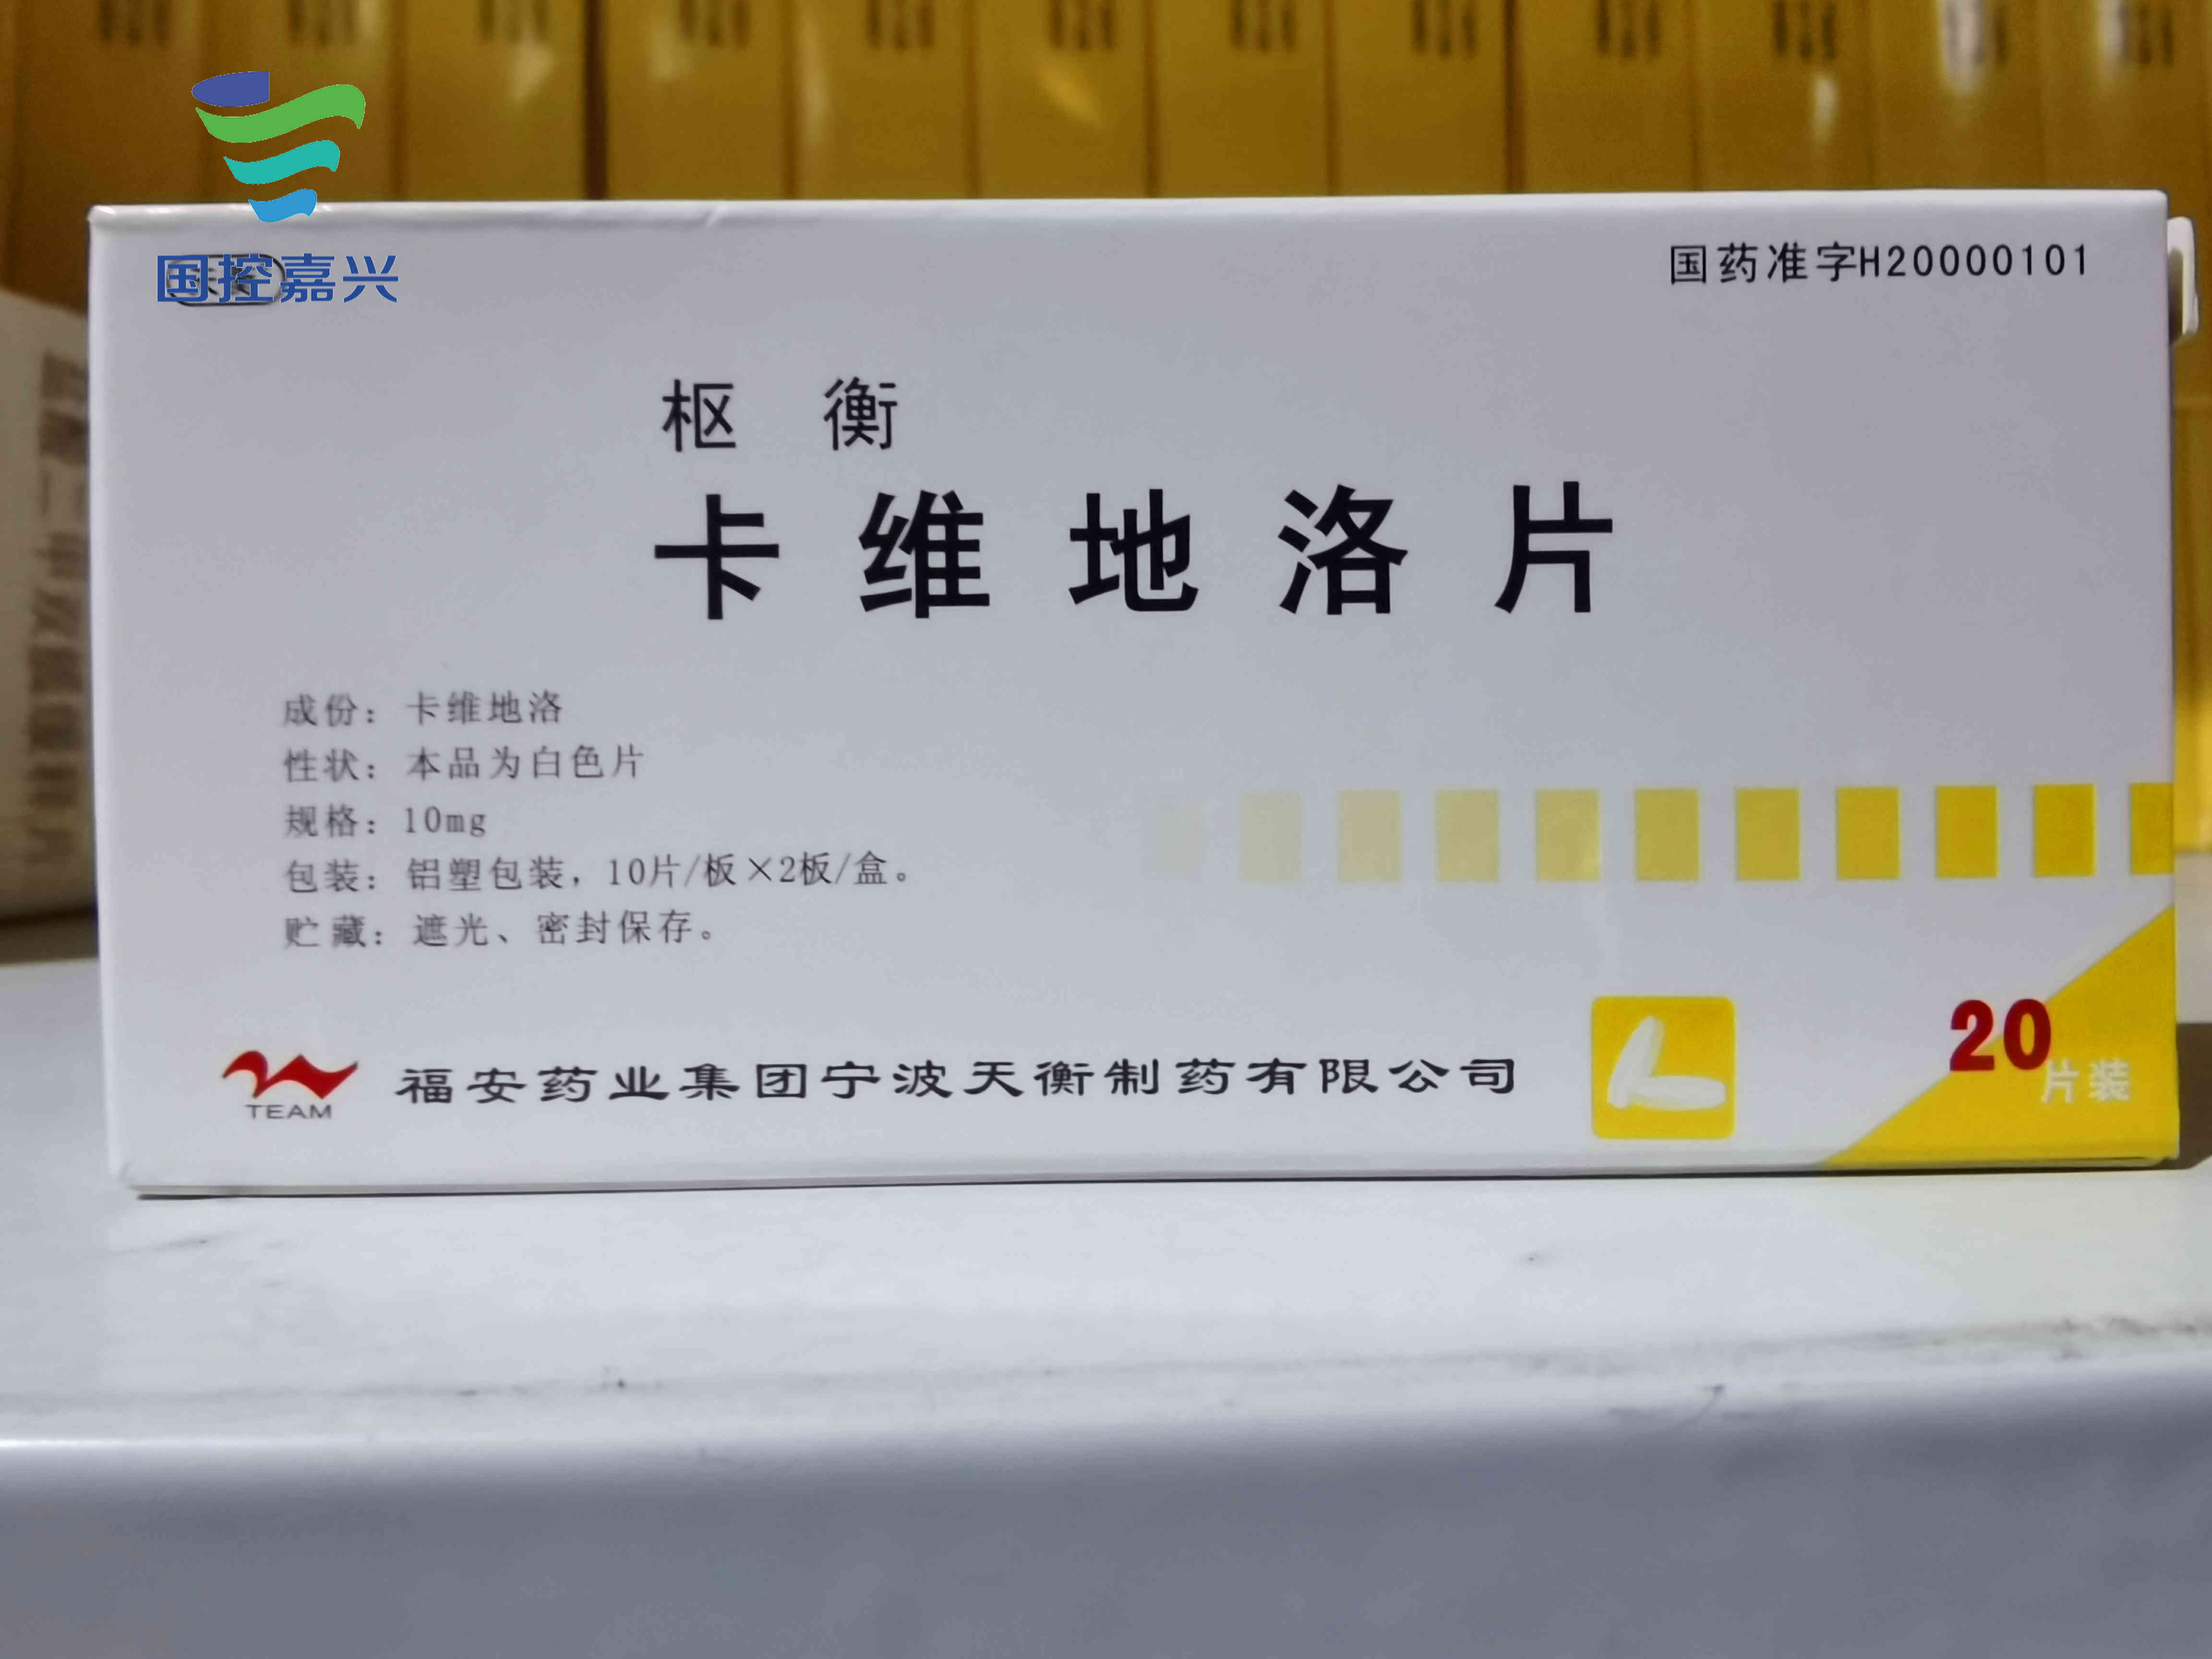 国控嘉兴
国药准字H20000101
枢衡
卡维地洛片
成份：卡维地洛
性状：本品为白色片
规格：10mg
包装：铝塑包装，10片/板×2板/盒。
贮藏：遮光、密封保存。
TEAM
福安药业集团宁波天衡制药有限公司
20
片装